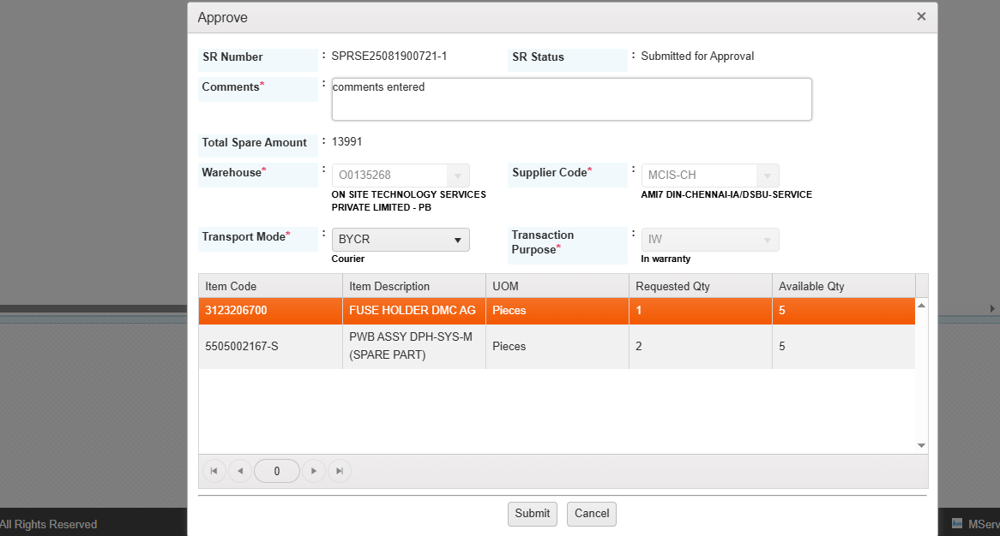 Approve
SR Number : SPRSE25081900721-1 SR Status : Submitted for Approval
Comments* : comments entered
Total Spare Amount : 13991
Warehouse* : O0135268 Supplier Code* : MCIS-CH
ON SITE TECHNOLOGY SERVICES
PRIVATE LIMITED - PB
AMI7 DIN-CHENNAI-IA/DSBU-SERVICE
Transport Mode* : BYCR
Courier
Transaction
Purpose* : IW
In warranty
Item Code Item Description UOM Requested Qty Available Qty
3123206700 FUSE HOLDER DMC AG Pieces 1 5
5505002167-S PWB ASSY DPH-SYS-M
(SPARE PART) Pieces 2 5
0
Submit Cancel
All Rights Reserved
MServ